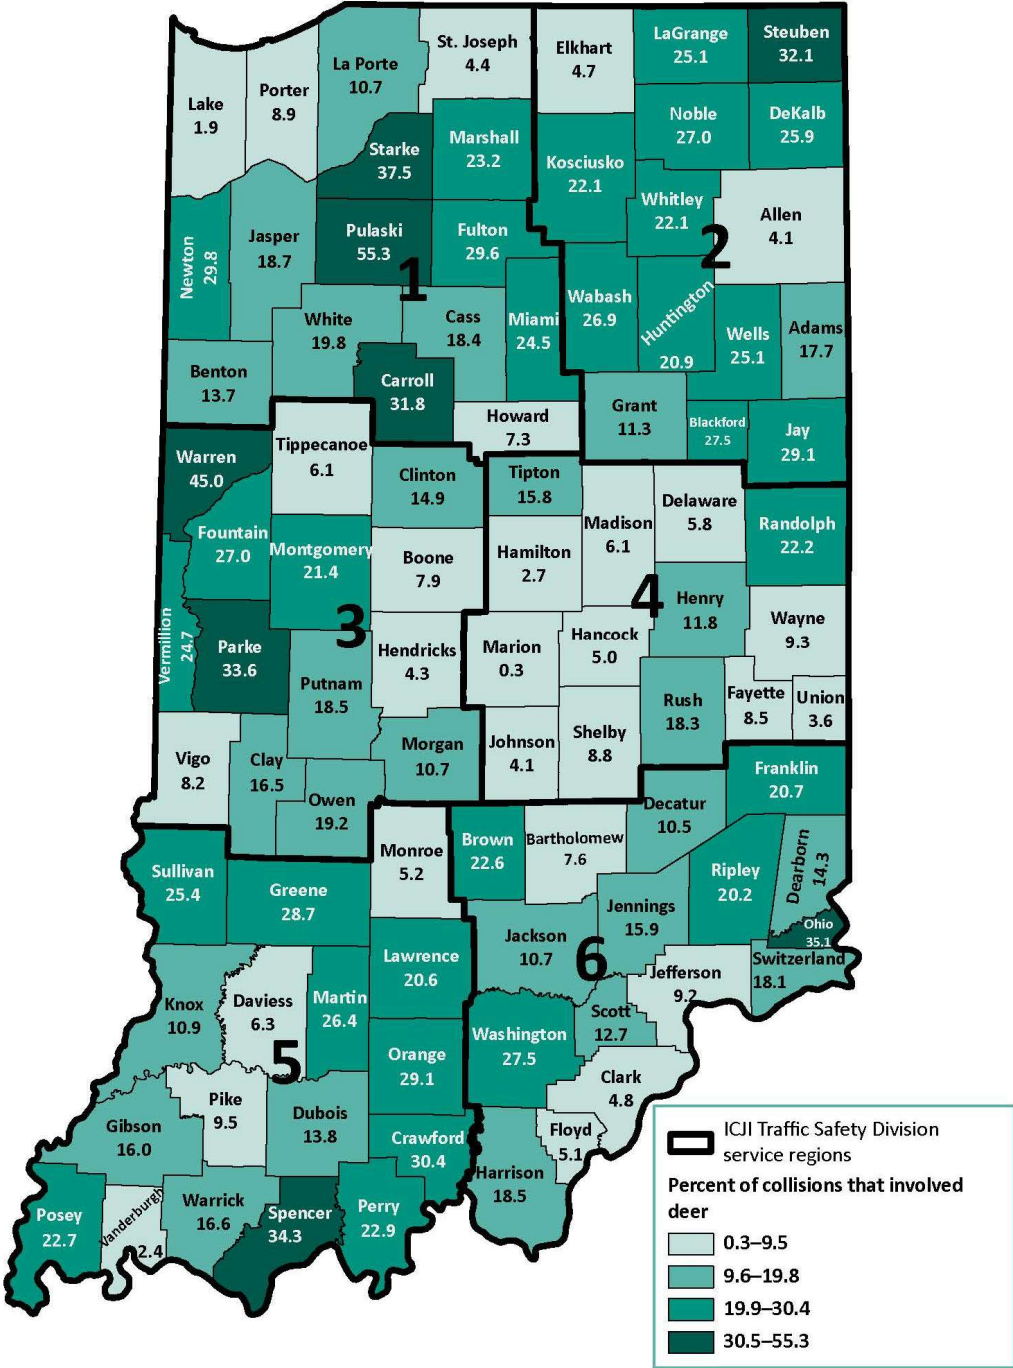 St. Joseph
4.4
Elkhart
4.7
LaGrange
25.1
Steuben
32.1
La Porte
10.7
Porter
8.9
Lake
1.9
Noble
27.0
DeKalb
25.9
Marshall
23.2
Starke
37.5
Kosciusko
22.1
Whitley
22.1
Allen
4.1
2
Newton
29.8
Jasper
18.7
Pulaski
55.3
Fulton
29.6
1
Wabash
26.9
Huntington
20.9
White
19.8
Cass
18.4
Miami
24.5
Wells
25.1
Adams
17.7
Benton
13.7
Carroll
31.8
Howard
7.3
Grant
11.3
Blackford
27.5
Jay
29.1
Tippecanoe
6.1
Warren
45.0
Clinton
14.9
Tipton
15.8
Delaware
5.8
Madison
6.1
Randolph
22.2
Fountain
27.0
Montgomery
21.4
Boone
7.9
Hamilton
2.7
4
Henry
11.8
Wayne
9.3
Vermillion
24.7
Parke
33.6
3
Hendricks
4.3
Marion
0.3
Hancock
5.0
Putnam
18.5
Rush
18.3
Fayette
8.5
Union
3.6
Vigo
8.2
Clay
16.5
Morgan
10.7
Johnson
4.1
Shelby
8.8
Franklin
20.7
Owen
19.2
Decatur
10.5
Monroe
5.2
Brown
22.6
Bartholomew
7.6
Sullivan
25.4
Greene
28.7
Ripley
20.2
Dearborn
14.3
Jennings
15.9
Ohio
35.1
Jackson
10.7
6
Lawrence
20.6
Jefferson
9.2
Switzerland
18.1
Knox
10.9
Daviess
6.3
Martin
26.4
Scott
12.7
Washington
27.5
5
Orange
29.1
Clark
4.8
Pike
9.5
Dubois
13.8
Gibson
16.0
Crawford
30.4
Floyd
5.1
Harrison
18.5
Posey
22.7
Vanderburgh
2.4
Warrick
16.6
Spencer
34.3
Perry
22.9
ICJI Traffic Safety Division
service regions
Percent of collisions that involved
deer
0.3–9.5
9.6–19.8
19.9–30.4
30.5–55.3